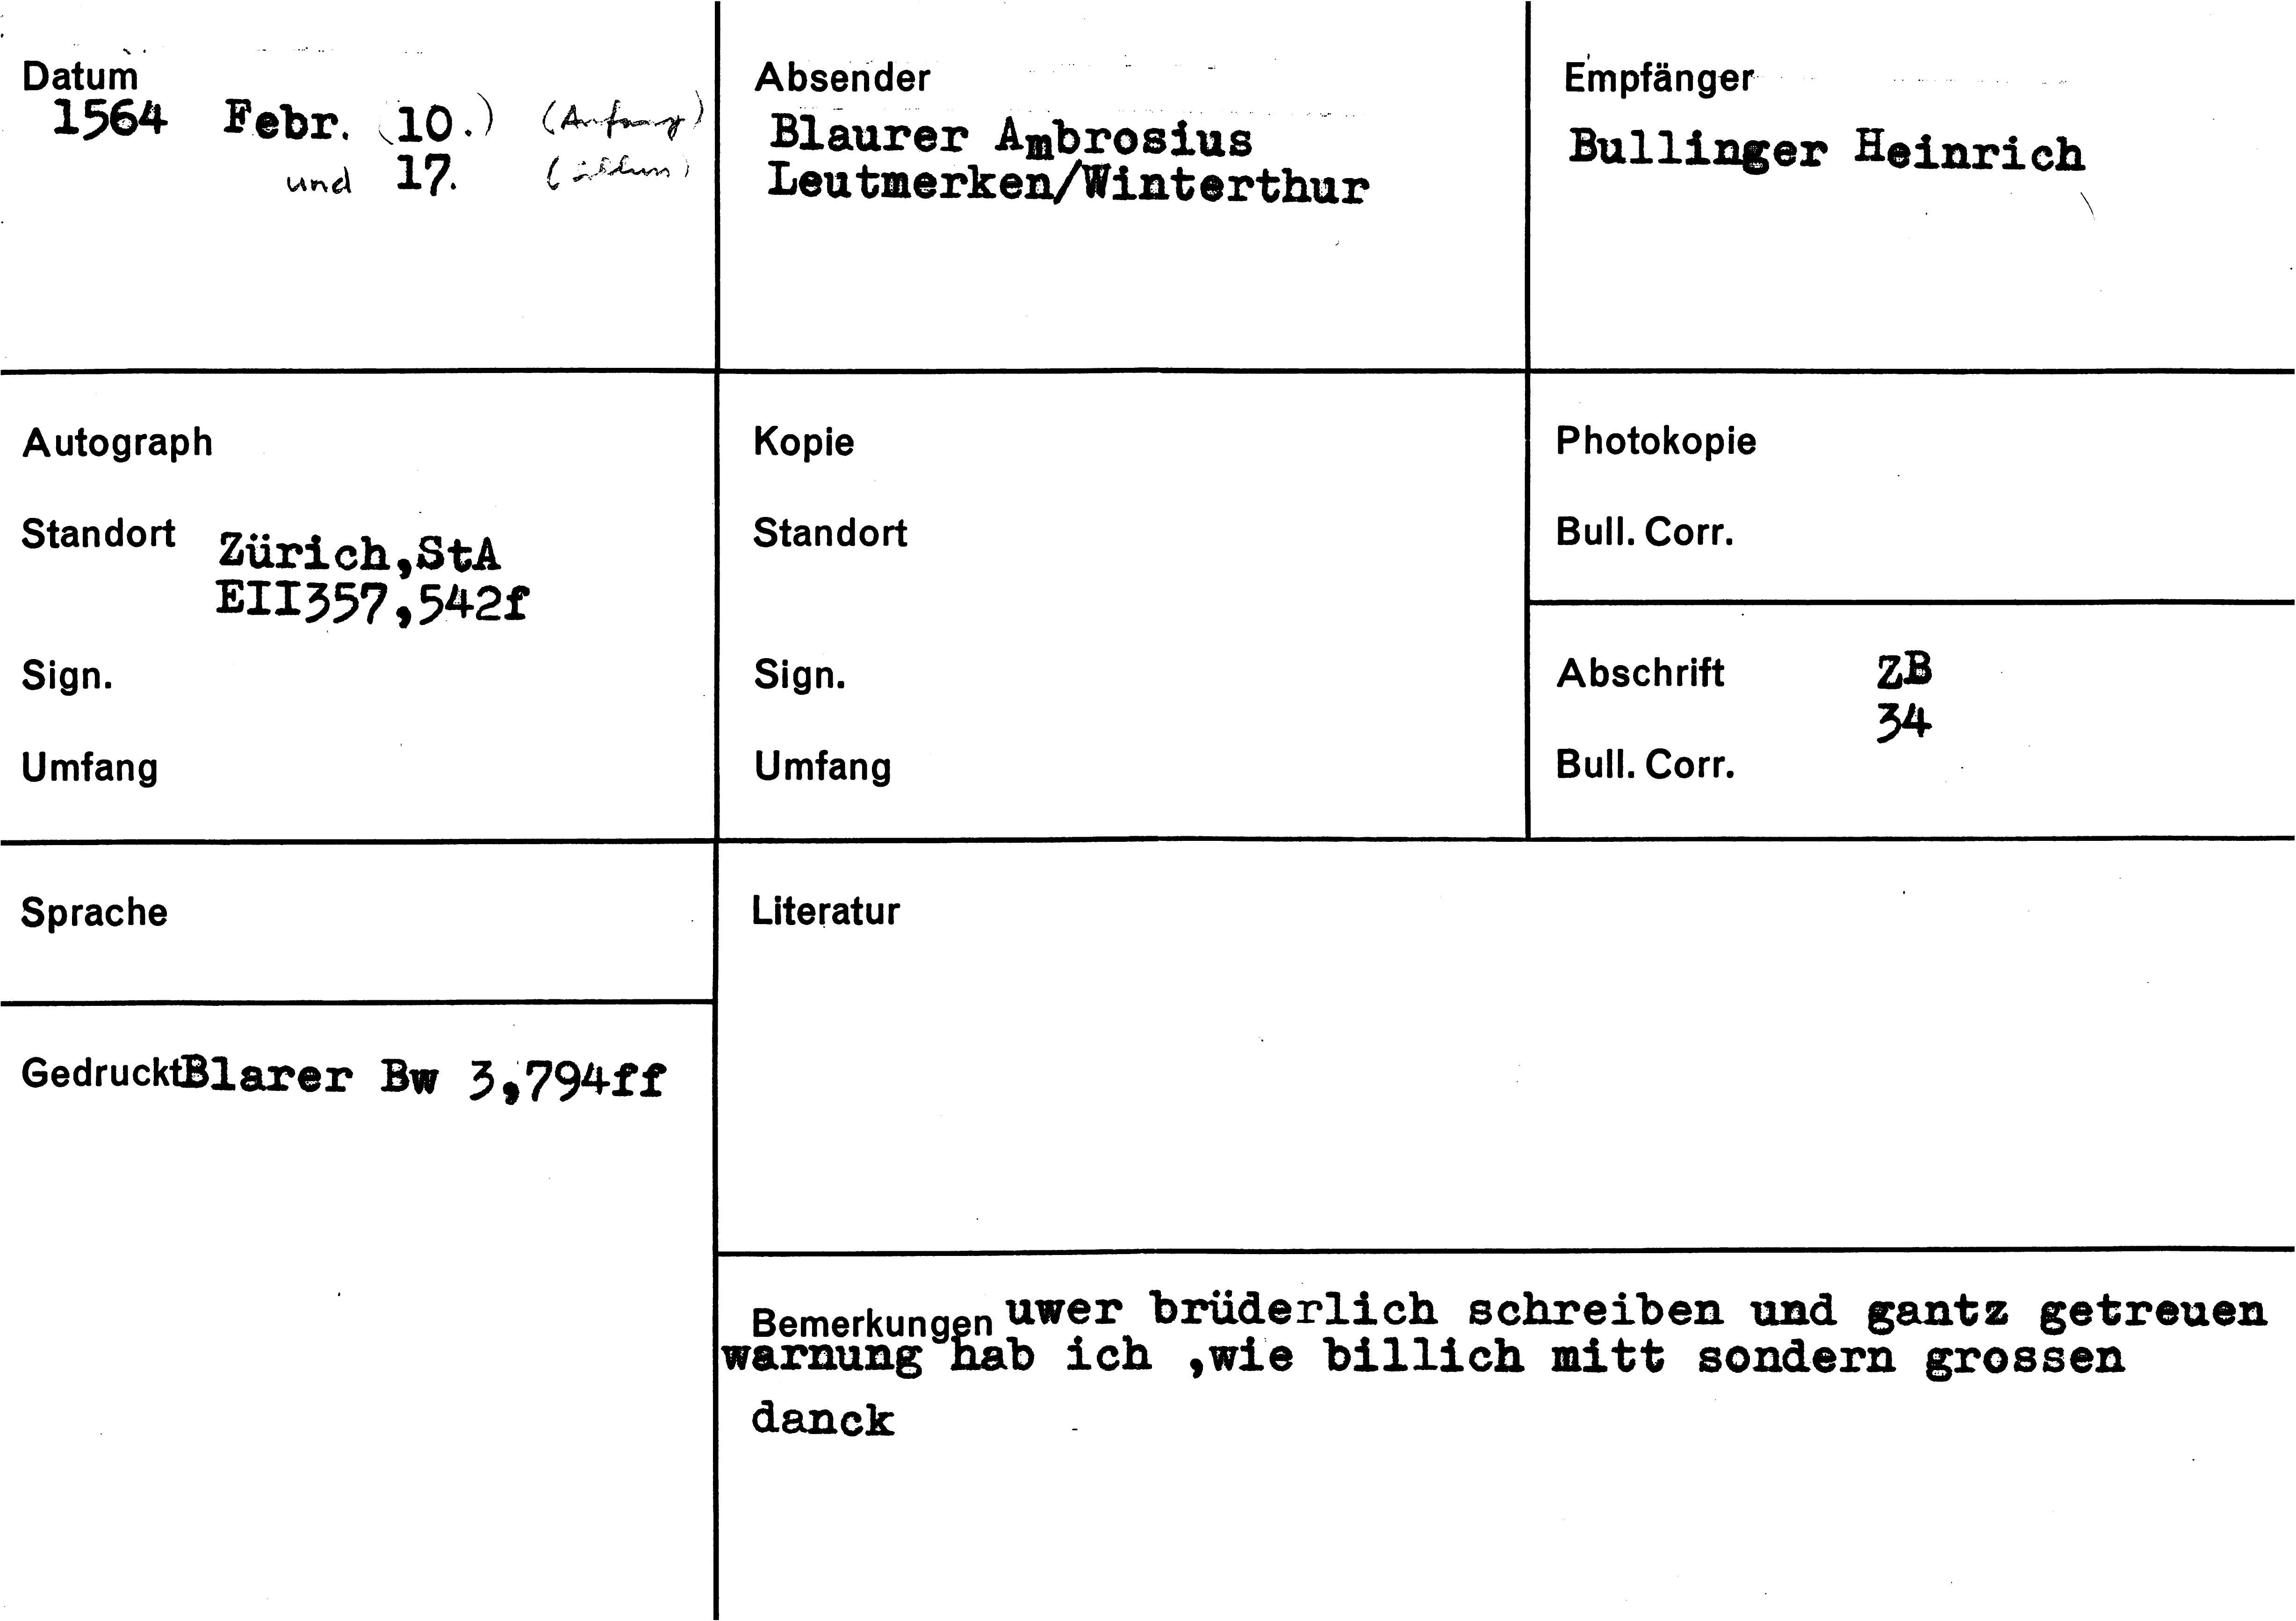 Datum
1564 Febr. (10.) (Anfang)
und 17.
Absender
Blaurer Ambrosius
Leutmerken/Winterthur
Empfänger
Bullinger Heinrich
Autograph
Standort Zürich,StA
EII357,542f
Sign.
Umfang
Kopie
Standort
Sign.
Umfang
Photokopie
Bull. Corr.
Abschrift ZB
34
Bull. Corr.
Sprache
Literatur
Gedruckt Blarer Bw 3,794ff
Bemerkungen uwer brüderlich schreiben und gantz getreuen
warnung hab ich ,wie billich mitt sondern grossen
danck